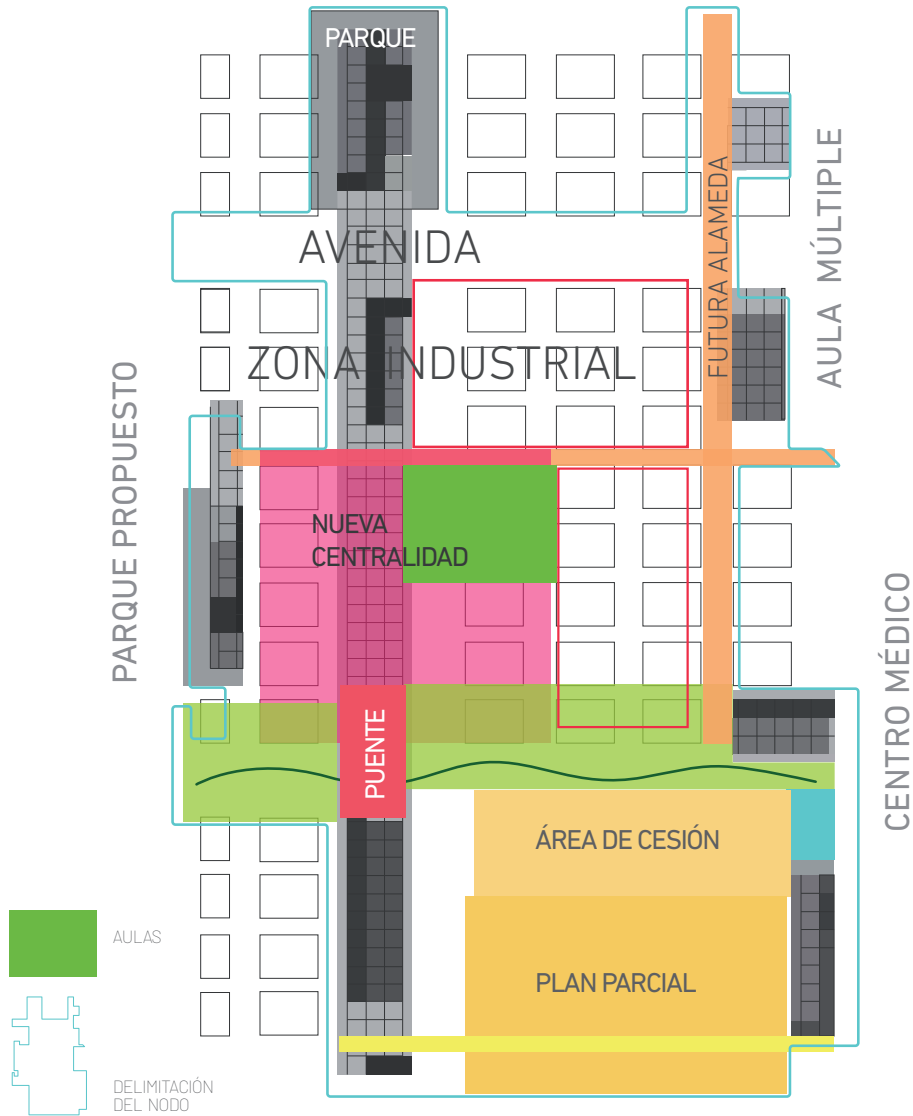 PARQUE
AVENIDA
FUTURA ALAMEDA
AULA MÚLTIPLE
ZONA INDUSTRIAL
PARQUE PROPUESTO
NUEVA
CENTRALIDAD
CENTRO MÉDICO
PUENTE
ÁREA DE CESIÓN
PLAN PARCIAL
AULAS
DELIMITACIÓN
DEL NODO